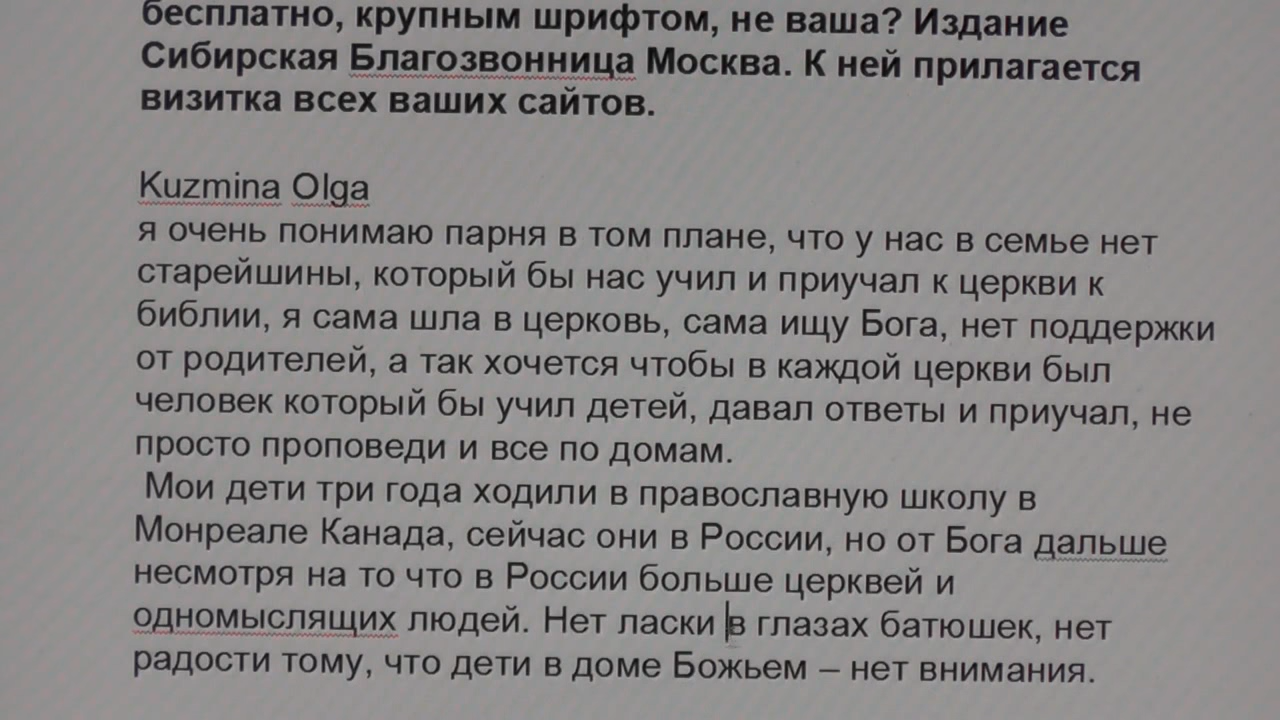 бесплатно, крупным шрифтом, не ваша? Издание
Сибирская Благозвонница Москва. К ней прилагается
визитка всех ваших сайтов.
Kuzmina Olga
я очень понимаю парня в том плане, что у нас в семье нет
старейшины, который бы нас учил и приучал к церкви к
библии, я сама шла в церковь, сама ищу Бога, нет поддержки
от родителей, а так хочется чтобы в каждой церкви был
человек который бы учил детей, давал ответы и приучал, не
просто проповеди и все по домам.
Мои дети три года ходили в православную школу в
Монреале Канада, сейчас они в России, но от Бога дальше
несмотря на то что в России больше церквей и
одномыслящих людей. Нет ласки в глазах батюшек, нет
радости тому, что дети в доме Божьем – нет внимания.